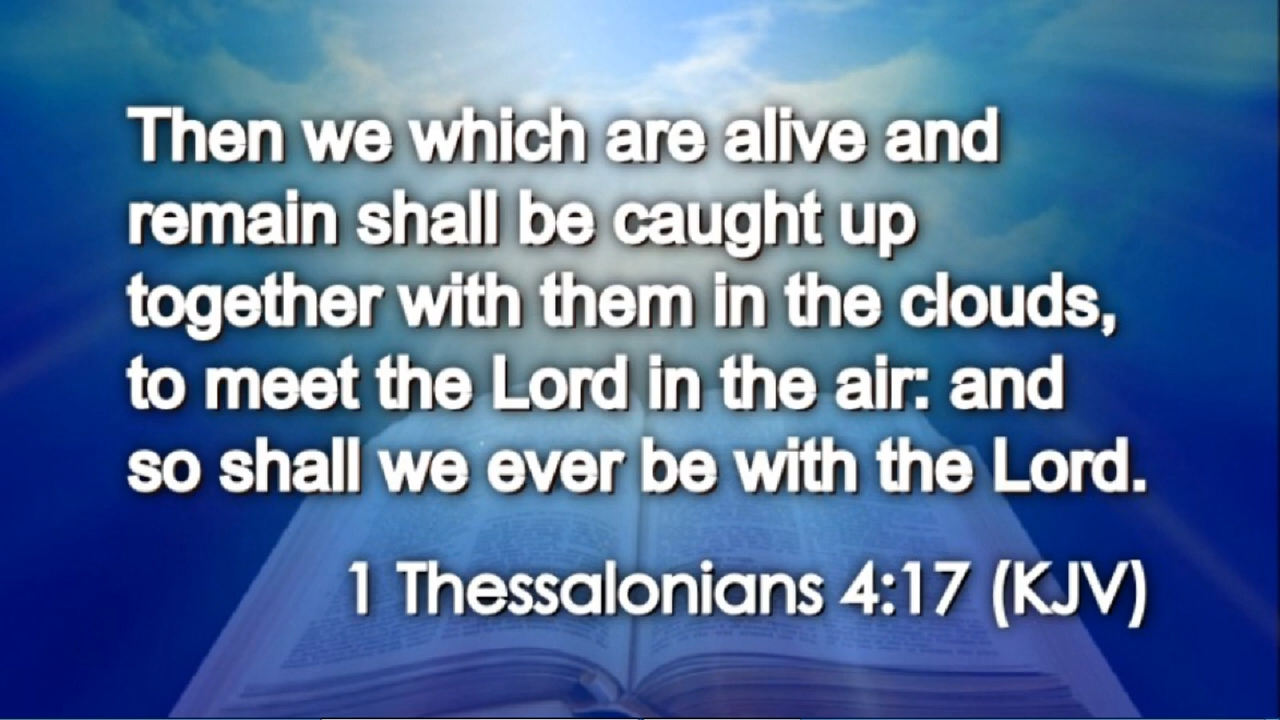 Then we which are alive and
remain shall be caught up
together with them in the clouds,
to meet the Lord in the air: and
so shall we ever be with the Lord.
1 Thessalonians 4:17 (KJV)